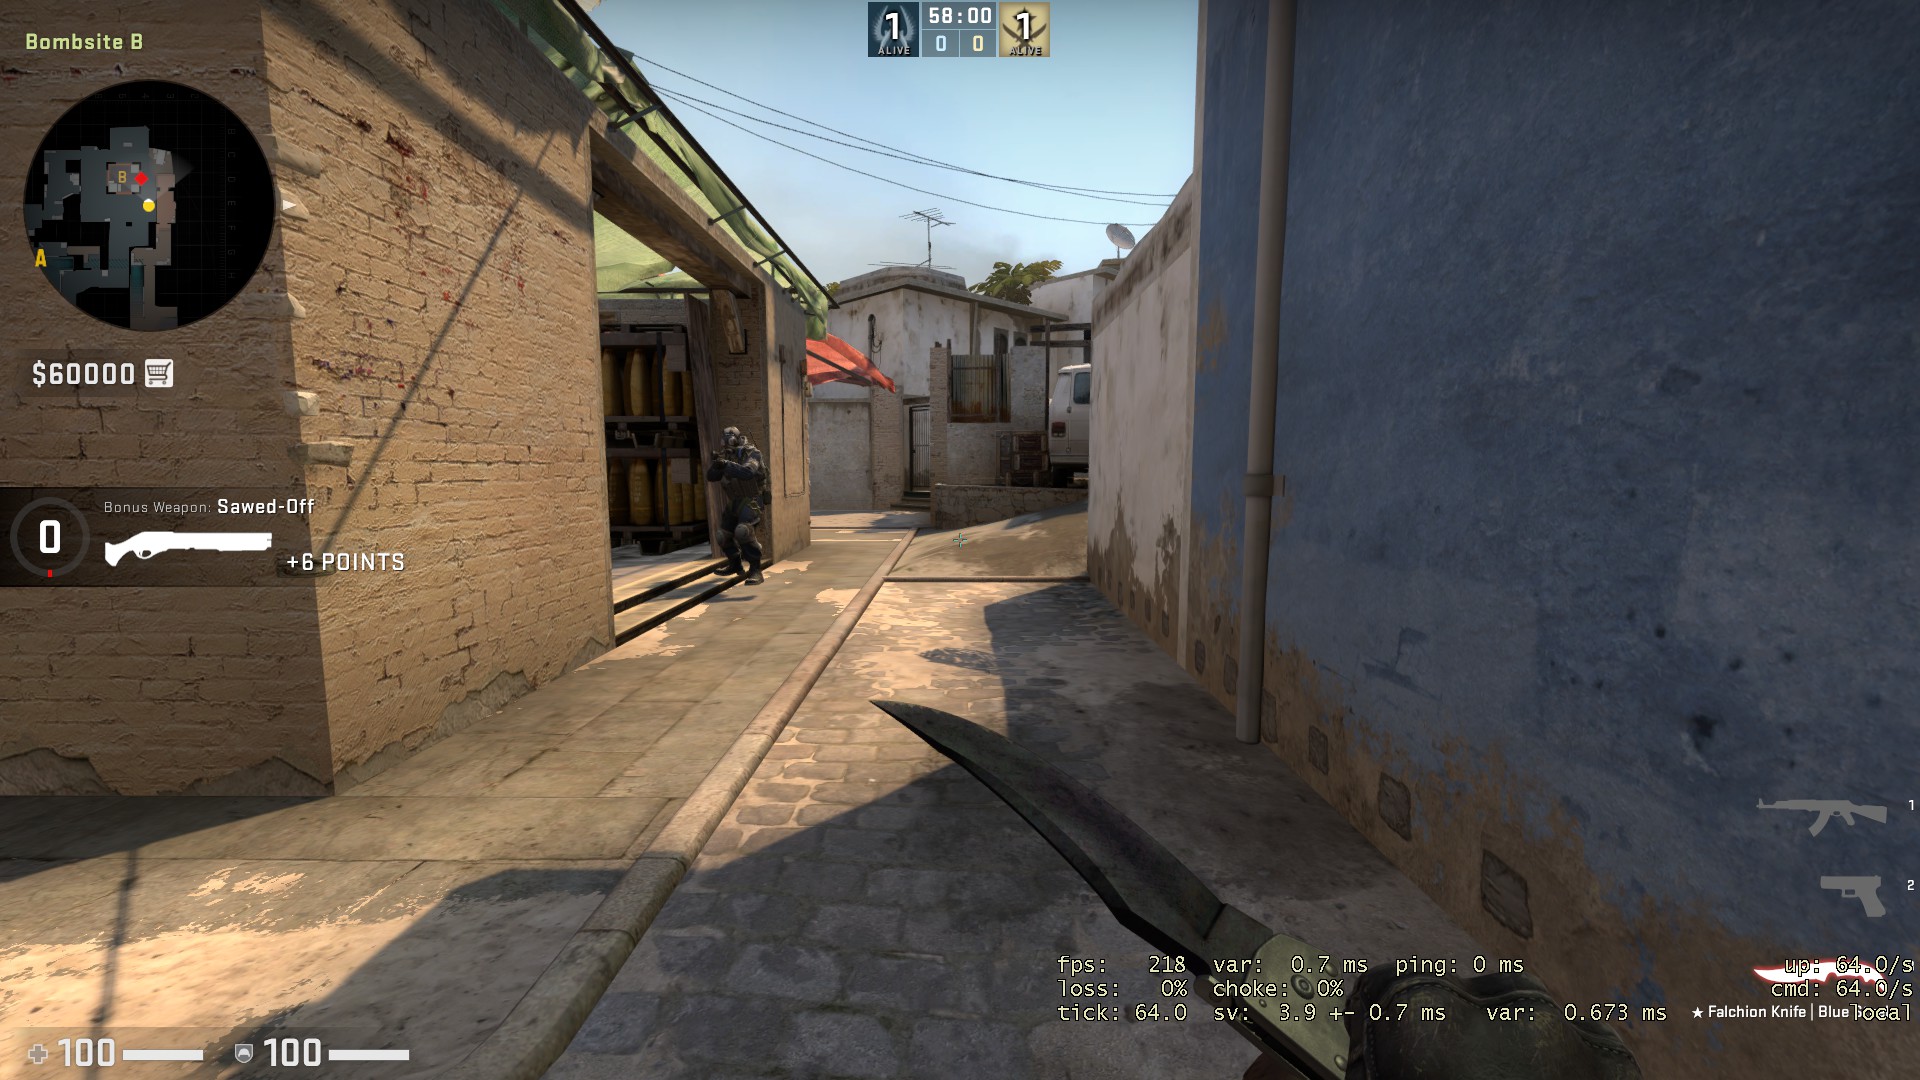 Bombsite B
1 58:00 1
ALIVE 0 0 ALIVE
B
A
$60000
Bonus Weapon: Sawed-Off
0
+6 POINTS
1
2
fps: 218 var: 0.7 ms ping: 0 ms up: 64.0/s
loss: 0% choke: 0% cmd: 64.0/s
tick: 64.0 sv: 3.9 +- 0.7 ms var: 0.673 ms local
★ Falchion Knife | Blue
100 100